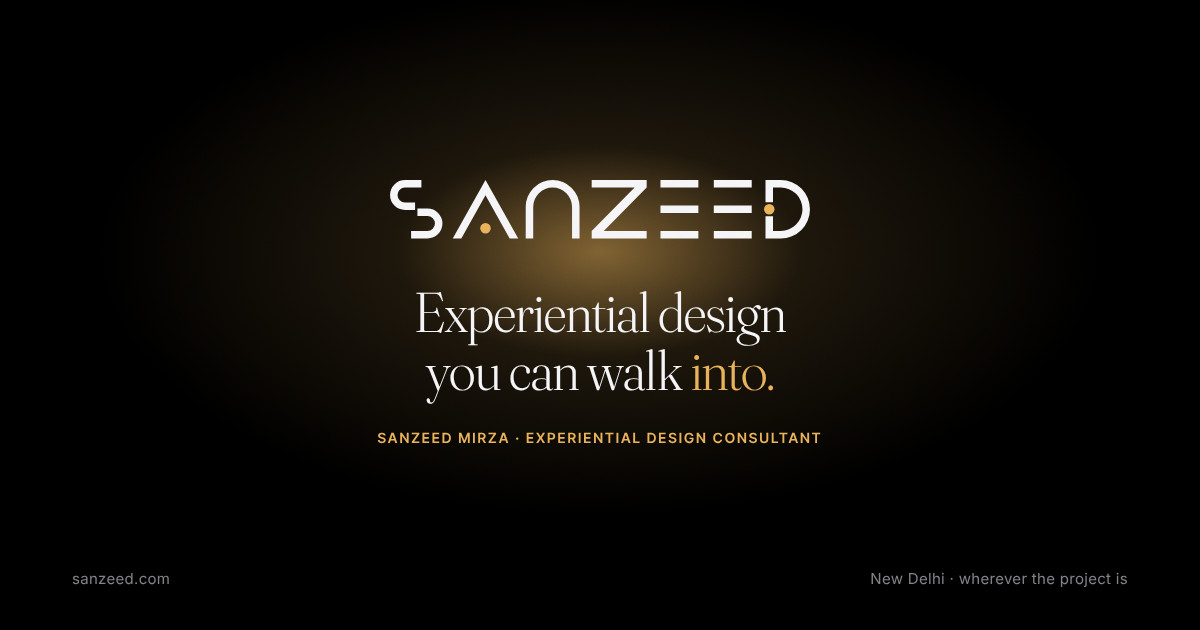 SANZEED
Experiential design
you can walk into.
SANZEED MIRZA · EXPERIENTIAL DESIGN CONSULTANT
sanzeed.com
New Delhi · wherever the project is